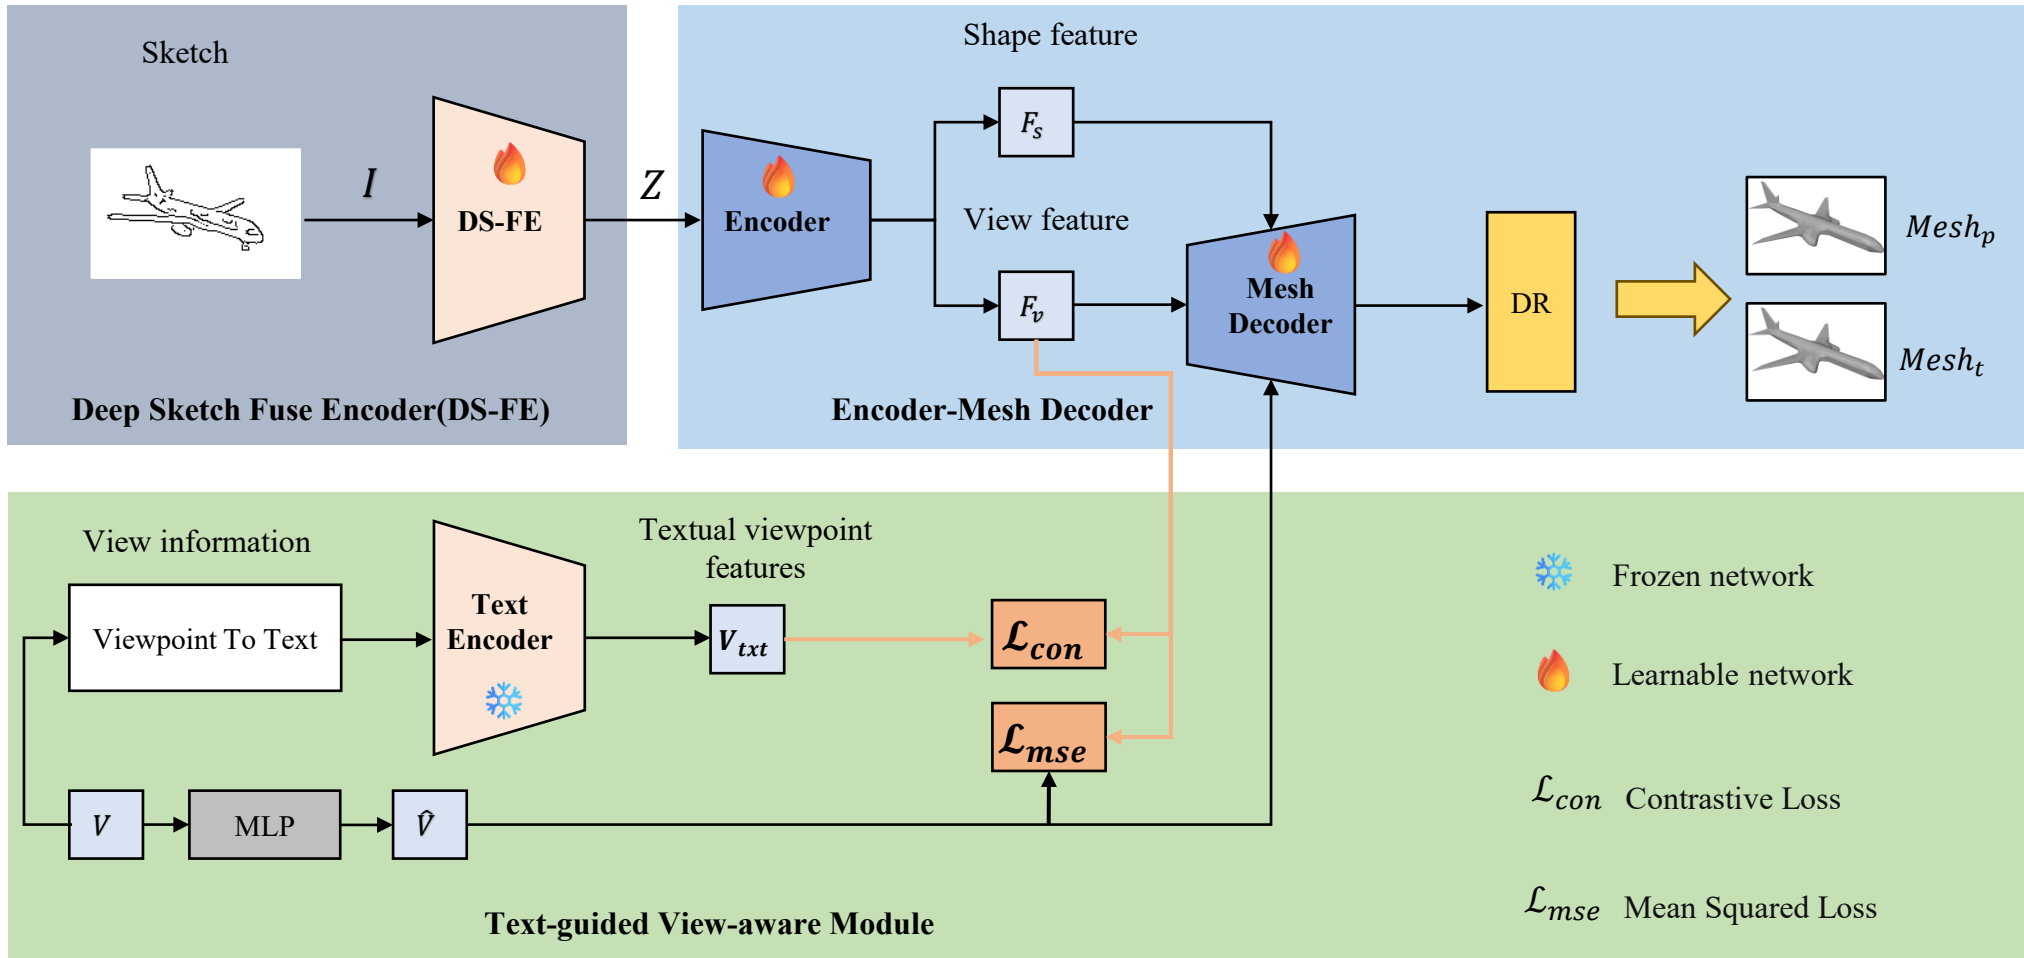 Sketch
I
DS-FE
Deep Sketch Fuse Encoder(DS-FE)
Z
Shape feature
Encoder
F_s
View feature
F_v
Mesh
Decoder
DR
Mesh_p
Mesh_t
Encoder-Mesh Decoder
View information
Viewpoint To Text
Text
Encoder
Textual viewpoint
features
V_txt
ℒ_con
ℒ_mse
V
MLP
V̂
Text-guided View-aware Module
Frozen network
Learnable network
ℒ_con Contrastive Loss
ℒ_mse Mean Squared Loss